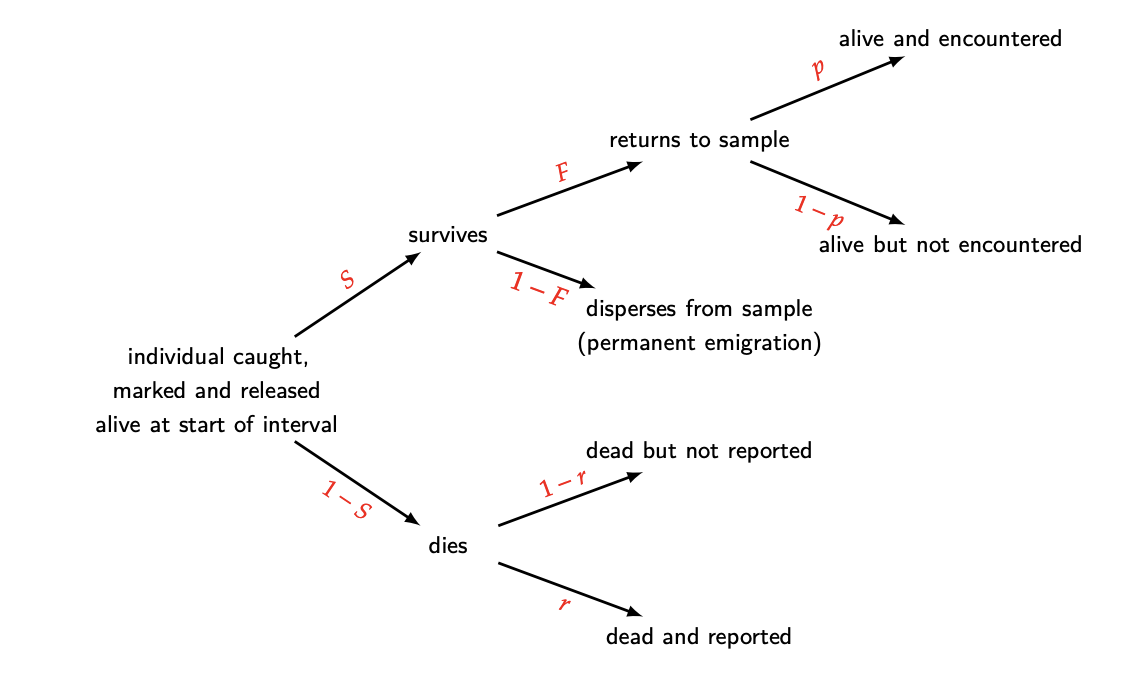 alive and encountered
p
returns to sample
F
1 − p
survives
alive but not encountered
S
1 − F
disperses from sample
(permanent emigration)
individual caught,
marked and released
alive at start of interval
dead but not reported
1 − r
1 − S
dies
r
dead and reported